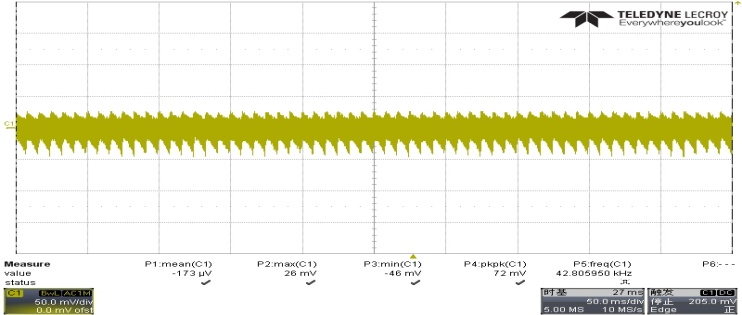 TELEDYNE LECROY
Everywhereyoulook™
C1
Measure P1:mean(C1) P2:max(C1) P3:min(C1) P4:pkpk(C1) P5:freq(C1) P6:---
value -173 µV 26 mV -46 mV 72 mV 42.805950 kHz
status
C1 BwL AC1M
50.0 mV/div
0.0 mV ofst
时基 27 ms
50.0 ms/div
5.00 MS 10 MS/s
触发 C1 DC
停止 205.0 mV
Edge 正